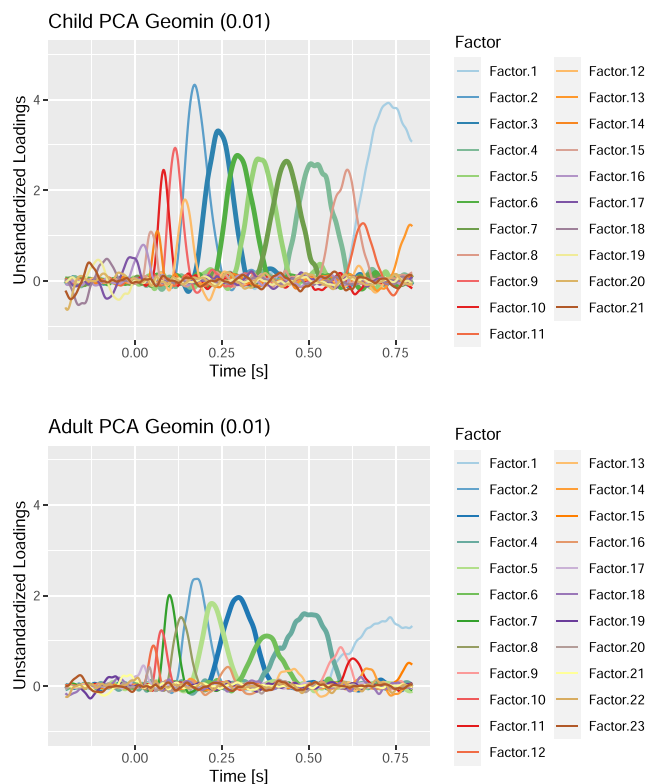 Child PCA Geomin (0.01)
Unstandardized Loadings
4
2
0
0.00 0.25 0.50 0.75
Time [s]
Factor
Factor.1 Factor.12
Factor.2 Factor.13
Factor.3 Factor.14
Factor.4 Factor.15
Factor.5 Factor.16
Factor.6 Factor.17
Factor.7 Factor.18
Factor.8 Factor.19
Factor.9 Factor.20
Factor.10 Factor.21
Factor.11
Adult PCA Geomin (0.01)
Unstandardized Loadings
4
2
0
0.00 0.25 0.50 0.75
Time [s]
Factor
Factor.1 Factor.13
Factor.2 Factor.14
Factor.3 Factor.15
Factor.4 Factor.16
Factor.5 Factor.17
Factor.6 Factor.18
Factor.7 Factor.19
Factor.8 Factor.20
Factor.9 Factor.21
Factor.10 Factor.22
Factor.11 Factor.23
Factor.12